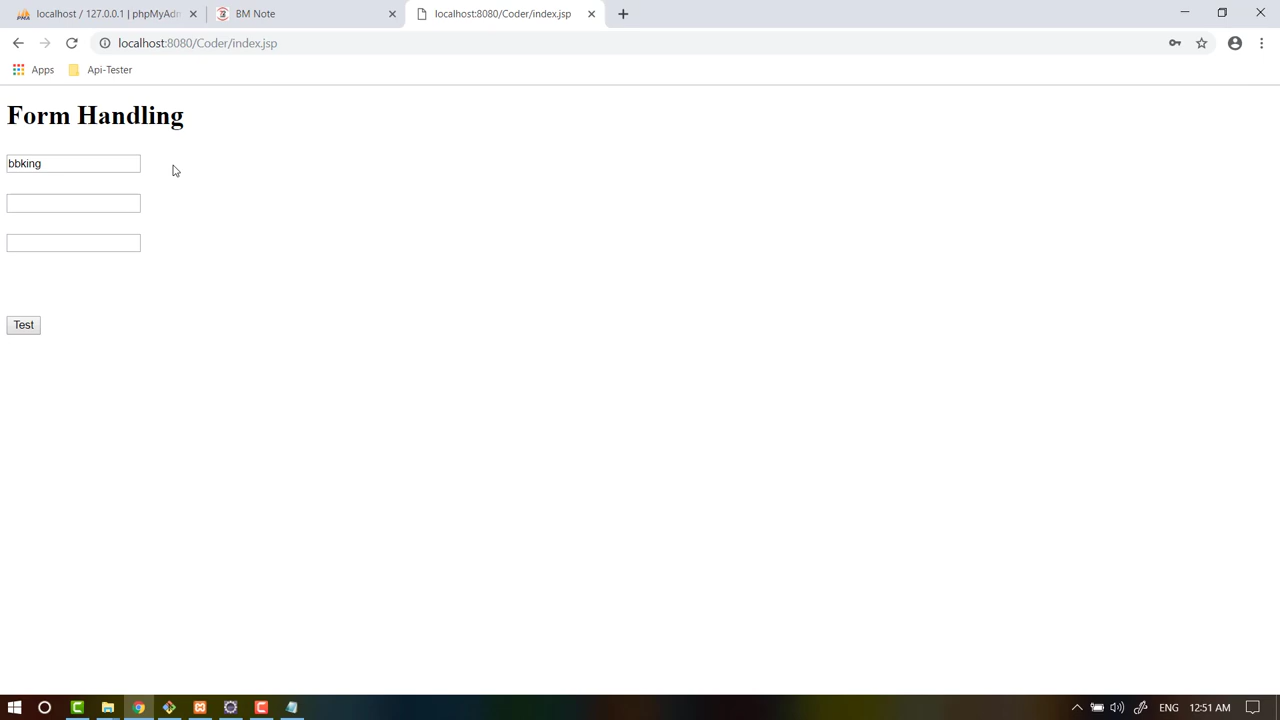 localhost / 127.0.0.1 | phpMyAdm
BM Note
localhost:8080/Coder/index.jsp
localhost:8080/Coder/index.jsp
Apps
Api-Tester
Form Handling
bbking
Test
ENG
12:51 AM